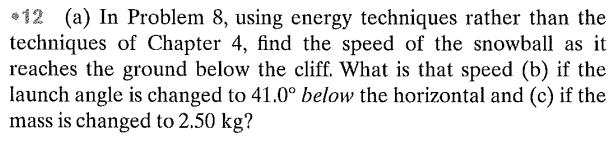 •12 (a) In Problem 8, using energy techniques rather than the
techniques of Chapter 4, find the speed of the snowball as it
reaches the ground below the cliff. What is that speed (b) if the
launch angle is changed to 41.0° below the horizontal and (c) if the
mass is changed to 2.50 kg?